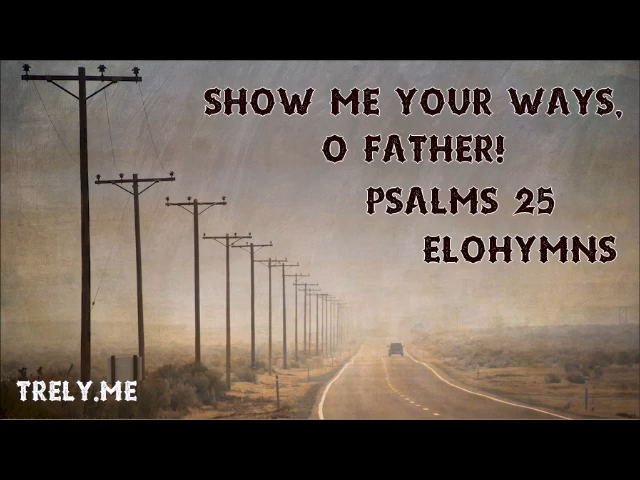 SHOW ME YOUR WAYS,
O FATHER!
PSALMS 25
ELOHYMNS
TRELY.ME